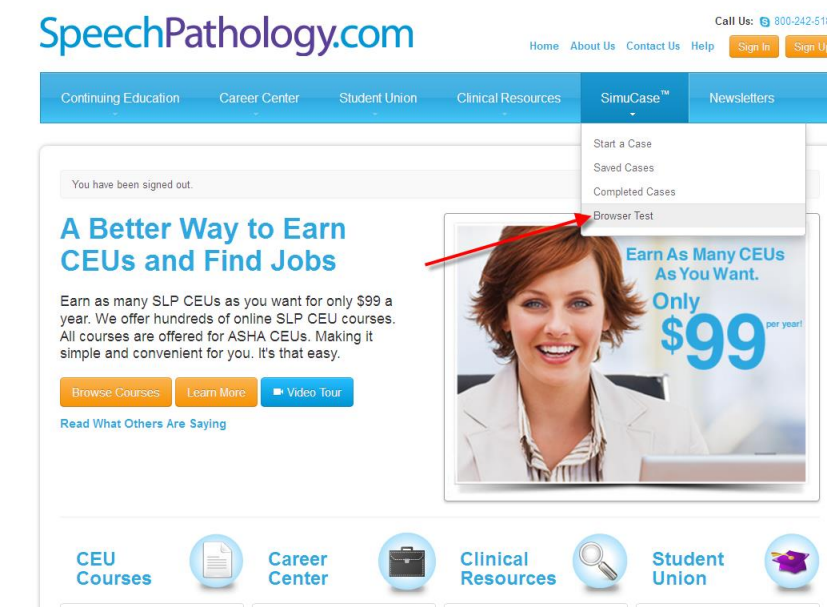 SpeechPathology.com
Call Us: 800-242-518
Home About Us Contact Us Help Sign In Sign Up
Continuing Education Career Center Student Union Clinical Resources SimuCase™ Newsletters
Start a Case
Saved Cases
Completed Cases
Browser Test
You have been signed out.
A Better Way to Earn
CEUs and Find Jobs
Earn as many SLP CEUs as you want for only $99 a
year. We offer hundreds of online SLP CEU courses.
All courses are offered for ASHA CEUs. Making it
simple and convenient for you. It's that easy.
Browse Courses Learn More Video Tour
Read What Others Are Saying
Earn As Many CEUs
As You Want.
Only
$99 per year!
CEU
Courses
Career
Center
Clinical
Resources
Student
Union